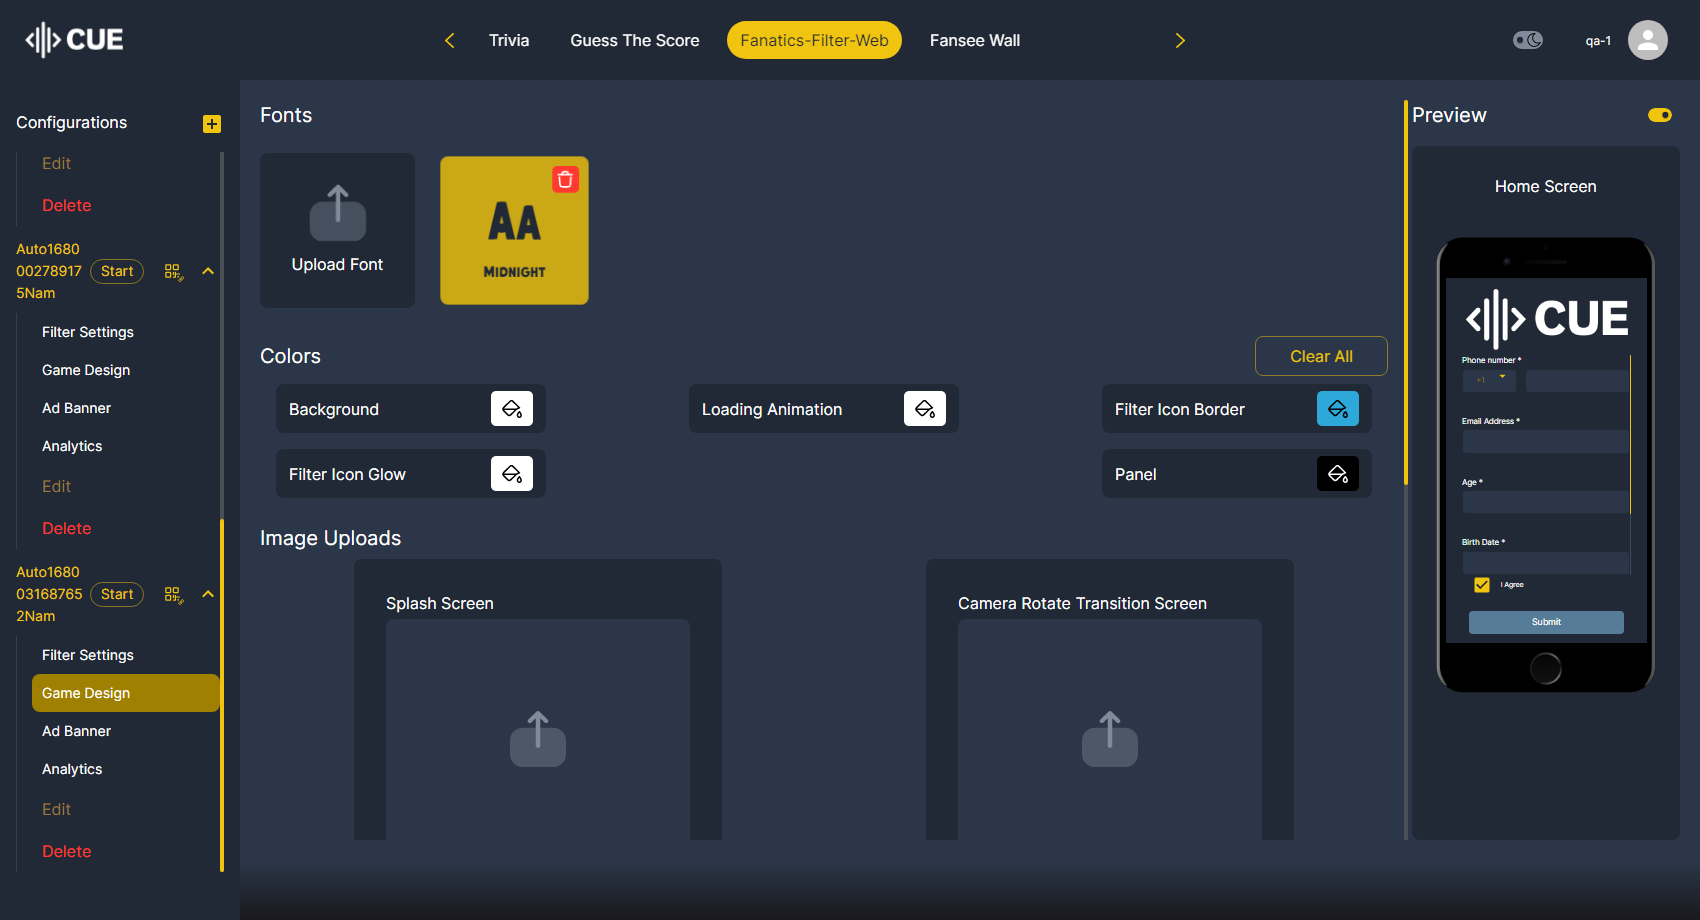 CUE
Trivia
Guess The Score
Fanatics-Filter-Web
Fansee Wall
qa-1
Configurations
Edit
Delete
Auto1680
00278917
5Nam
Start
Filter Settings
Game Design
Ad Banner
Analytics
Edit
Delete
Auto1680
03168765
2Nam
Start
Filter Settings
Game Design
Ad Banner
Analytics
Edit
Delete
Fonts
Upload Font
AA
MIDNIGHT
Colors
Clear All
Background
Loading Animation
Filter Icon Border
Filter Icon Glow
Panel
Image Uploads
Splash Screen
Camera Rotate Transition Screen
Preview
Home Screen
CUE
Phone number *
+1
Email Address *
Age *
Birth Date *
I Agree
Submit